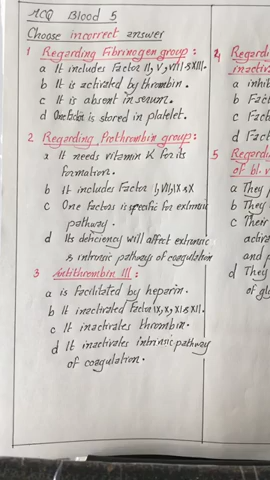 MCQ Blood 5
Choose incorrect answer
1 Regarding Fibrinogen group:
a It includes Factor II, V, VIII & XIII.
b It is activated by thrombin.
c It is absent in serum.
d One factor is stored in platelet.
2 Regarding Prothrombin group:
a It needs vitamin K for its
formation.
b It includes Factor I, VII, IX & X
c One factor is specific for extrinsic
pathway.
d Its deficiency will affect extrinsic
& intrinsic pathways of coagulation
3 Antithrombin III:
a is facilitated by heparin.
b It inactivated Factor IX, X, XI & XII.
c It inactivates thrombin.
d It inactivates intrinsic pathway
of coagulation.
4 Regardi
inactiv
a inhib
b Fact
c Fact
d Fact
5 Regardi
of bl. v
a They
b They
c Their
activa
and p
d They
of gl